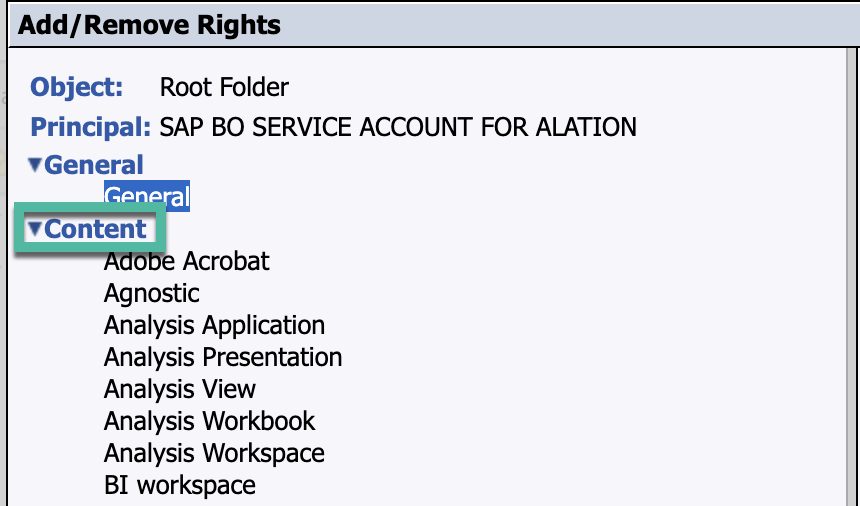 Add/Remove Rights
Object: Root Folder
Principal: SAP BO SERVICE ACCOUNT FOR ALATION
General
General
Content
Adobe Acrobat
Agnostic
Analysis Application
Analysis Presentation
Analysis View
Analysis Workbook
Analysis Workspace
BI workspace